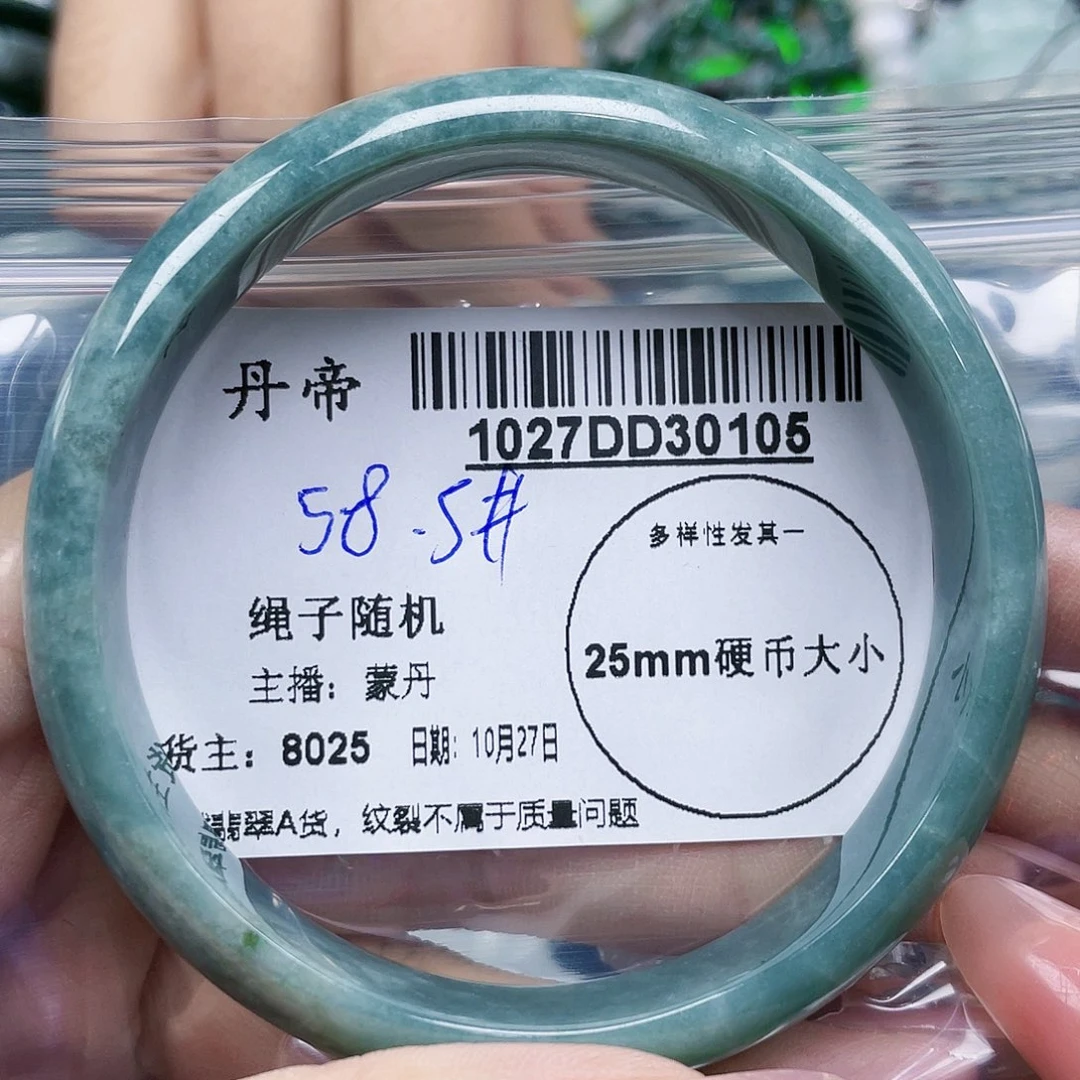 丹帝
1027DD30105
58.5#
多样性发其一
25mm硬币大小
绳子随机
主播：蒙丹
货主：8025 日期：10月27日
翡翠A货，纹裂不属于质量问题